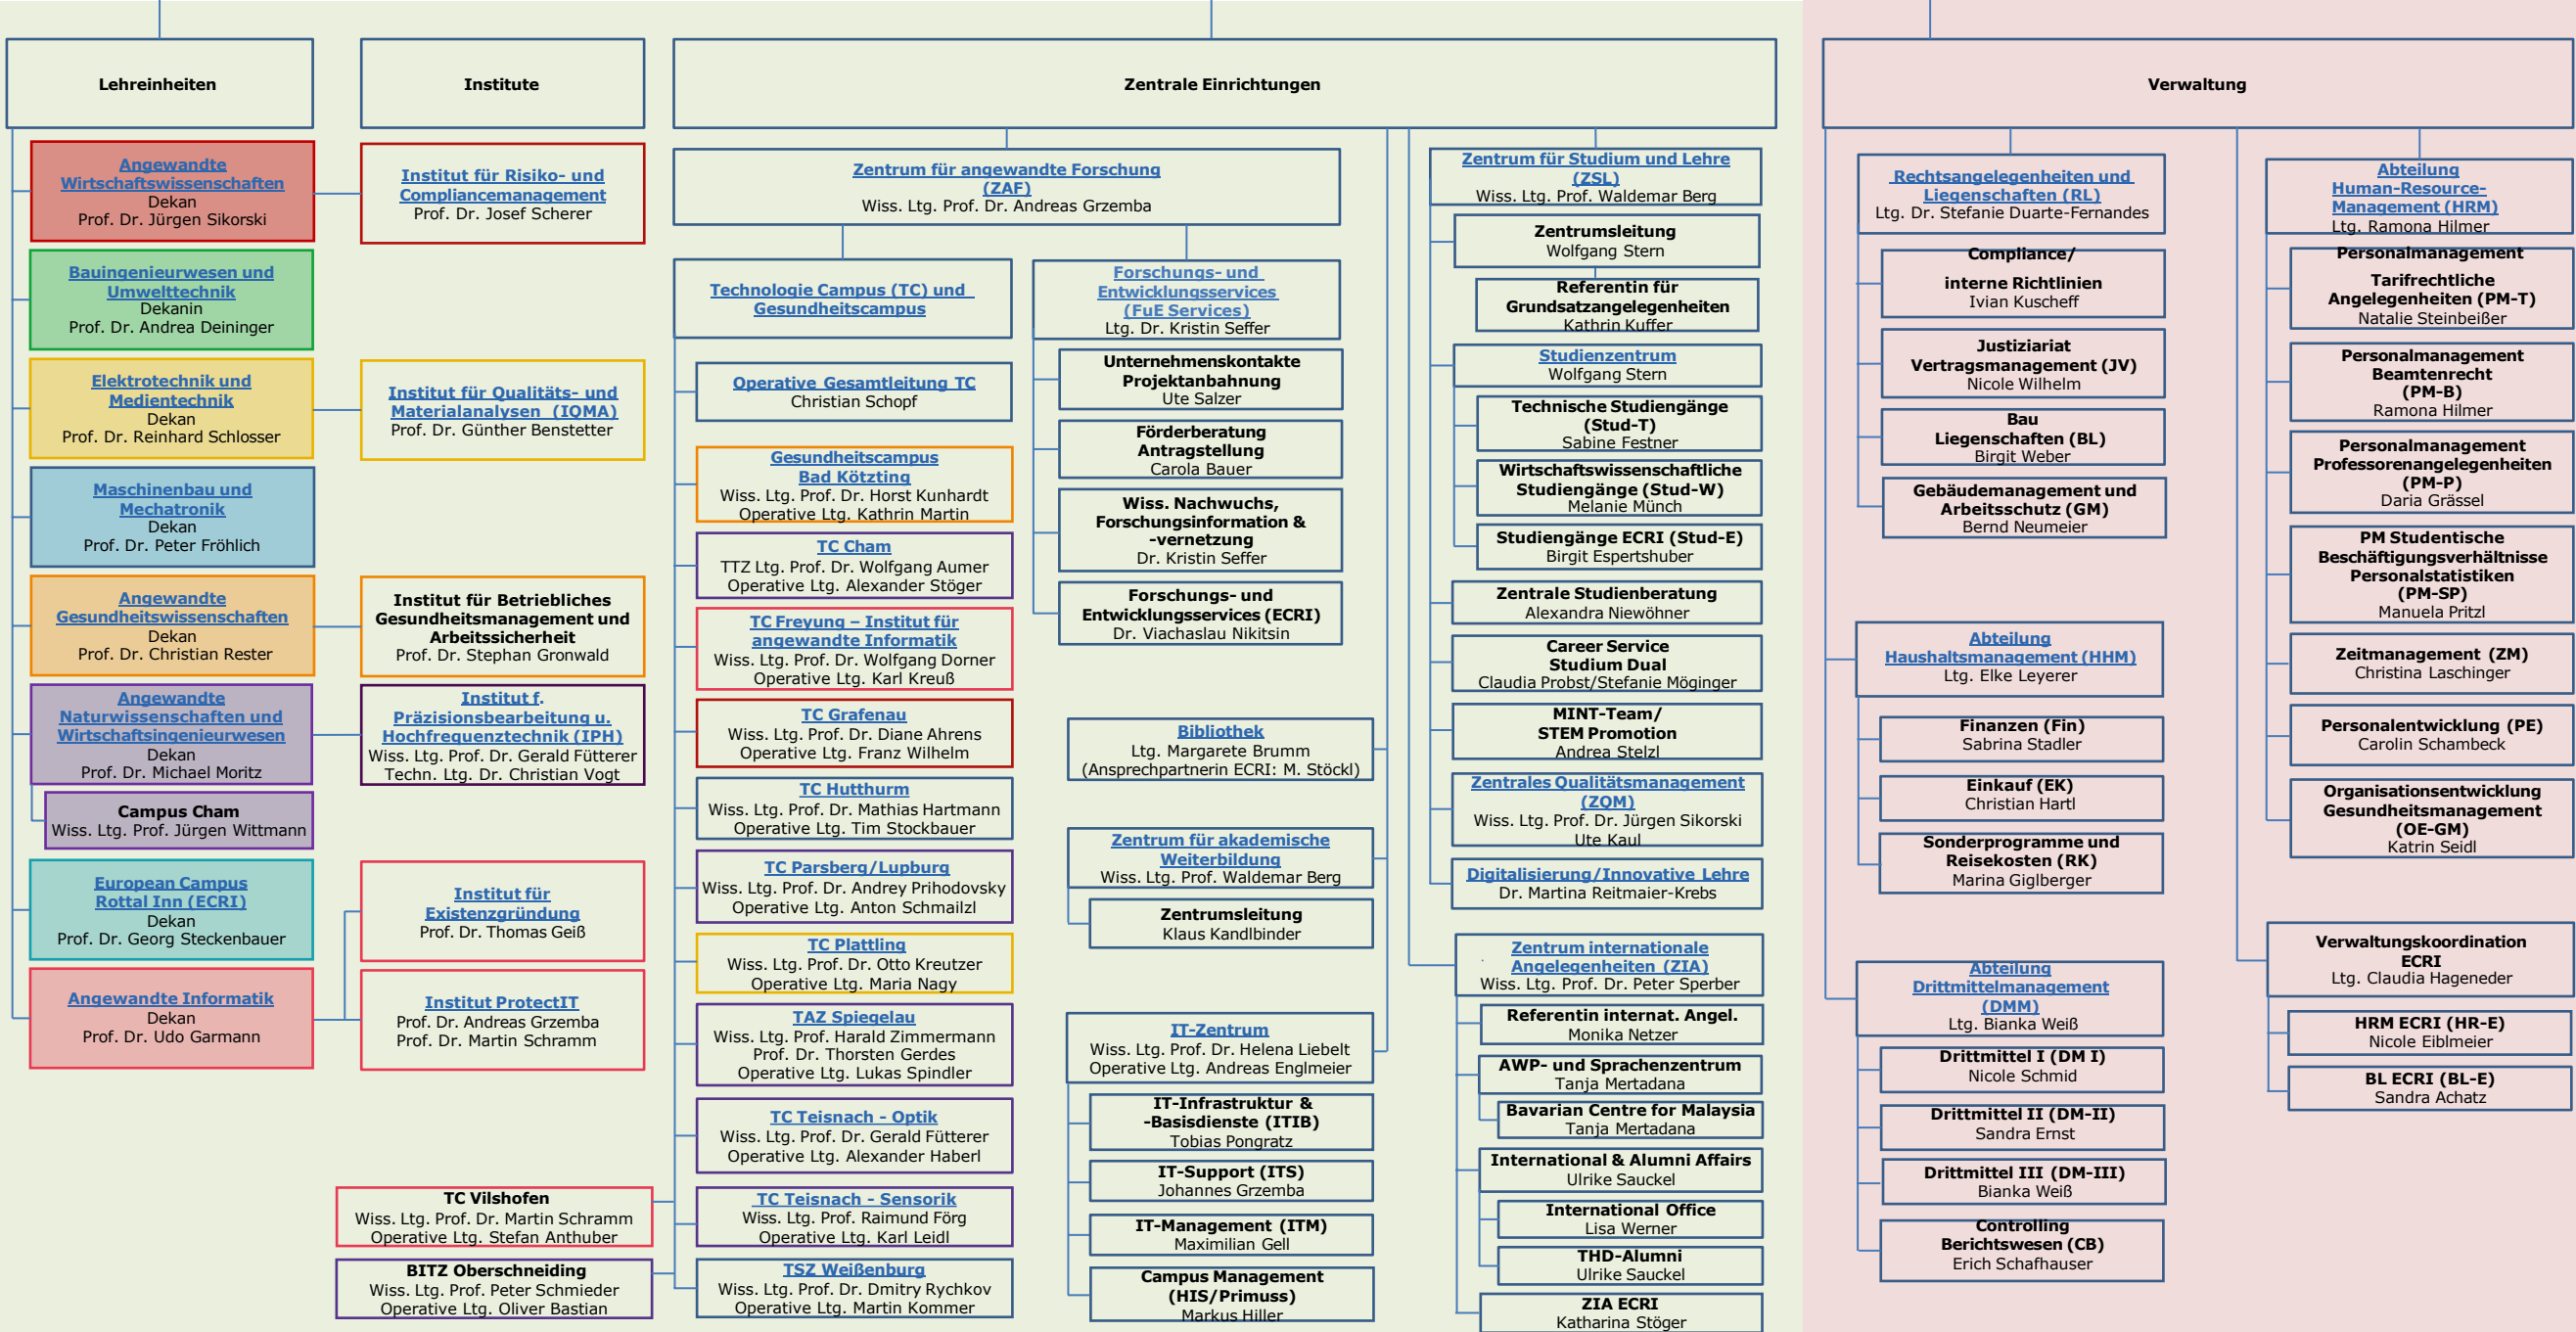 Lehreinheiten
Angewandte
Wirtschaftswissenschaften
Dekan
Prof. Dr. Jürgen Sikorski
Bauingenieurwesen und
Umwelttechnik
Dekanin
Prof. Dr. Andrea Deininger
Elektrotechnik und
Medientechnik
Dekan
Prof. Dr. Reinhard Schlosser
Maschinenbau und
Mechatronik
Dekan
Prof. Dr. Peter Fröhlich
Angewandte
Gesundheitswissenschaften
Dekan
Prof. Dr. Christian Rester
Angewandte
Naturwissenschaften und
Wirtschaftsingenieurwesen
Dekan
Prof. Dr. Michael Moritz
Campus Cham
Wiss. Ltg. Prof. Jürgen Wittmann
European Campus
Rottal Inn (ECRI)
Dekan
Prof. Dr. Georg Steckenbauer
Angewandte Informatik
Dekan
Prof. Dr. Udo Garmann
Institute
Institut für Risiko- und
Compliancemanagement
Prof. Dr. Josef Scherer
Institut für Qualitäts- und
Materialanalysen (IQMA)
Prof. Dr. Günther Benstetter
Institut für Betriebliches
Gesundheitsmanagement und
Arbeitssicherheit
Prof. Dr. Stephan Gronwald
Institut f.
Präzisionsbearbeitung u.
Hochfrequenztechnik (IPH)
Wiss. Ltg. Prof. Dr. Gerald Fütterer
Techn. Ltg. Dr. Christian Vogt
Institut für
Existenzgründung
Prof. Dr. Thomas Geiß
Institut ProtectIT
Prof. Dr. Andreas Grzemba
Prof. Dr. Martin Schramm
Zentrale Einrichtungen
Zentrum für angewandte Forschung
(ZAF)
Wiss. Ltg. Prof. Dr. Andreas Grzemba
Technologie Campus (TC) und
Gesundheitscampus
Operative Gesamtleitung TC
Christian Schopf
Gesundheitscampus
Bad Kötzting
Wiss. Ltg. Prof. Dr. Horst Kunhardt
Operative Ltg. Kathrin Martin
TC Cham
TTZ Ltg. Prof. Dr. Wolfgang Aumer
Operative Ltg. Alexander Stöger
TC Freyung – Institut für
angewandte Informatik
Wiss. Ltg. Prof. Dr. Wolfgang Dorner
Operative Ltg. Karl Kreuß
TC Grafenau
Wiss. Ltg. Prof. Dr. Diane Ahrens
Operative Ltg. Franz Wilhelm
TC Hutthurm
Wiss. Ltg. Prof. Dr. Mathias Hartmann
Operative Ltg. Tim Stockbauer
TC Parsberg/Lupburg
Wiss. Ltg. Prof. Dr. Andrey Prihodovsky
Operative Ltg. Anton Schmailzl
TC Plattling
Wiss. Ltg. Prof. Dr. Otto Kreutzer
Operative Ltg. Maria Nagy
TAZ Spiegelau
Wiss. Ltg. Prof. Harald Zimmermann
Prof. Dr. Thorsten Gerdes
Operative Ltg. Lukas Spindler
TC Teisnach - Optik
Wiss. Ltg. Prof. Dr. Gerald Fütterer
Operative Ltg. Alexander Haberl
TC Vilshofen
Wiss. Ltg. Prof. Dr. Martin Schramm
Operative Ltg. Stefan Anthuber
TC Teisnach - Sensorik
Wiss. Ltg. Prof. Raimund Förg
Operative Ltg. Karl Leidl
BITZ Oberschneiding
Wiss. Ltg. Prof. Peter Schmieder
Operative Ltg. Oliver Bastian
TSZ Weißenburg
Wiss. Ltg. Prof. Dr. Dmitry Rychkov
Operative Ltg. Martin Kommer
Forschungs- und
Entwicklungsservices
(FuE Services)
Ltg. Dr. Kristin Seffer
Unternehmenskontakte
Projektanbahnung
Ute Salzer
Förderberatung
Antragstellung
Carola Bauer
Wiss. Nachwuchs,
Forschungsinformation &
-vernetzung
Dr. Kristin Seffer
Forschungs- und
Entwicklungsservices (ECRI)
Dr. Viachaslau Nikitsin
Bibliothek
Ltg. Margarete Brumm
(Ansprechpartnerin ECRI: M. Stöckl)
Zentrum für akademische
Weiterbildung
Wiss. Ltg. Prof. Waldemar Berg
Zentrumsleitung
Klaus Kandlbinder
IT-Zentrum
Wiss. Ltg. Prof. Dr. Helena Liebelt
Operative Ltg. Andreas Englmeier
IT-Infrastruktur &
-Basisdienste (ITIB)
Tobias Pongratz
IT-Support (ITS)
Johannes Grzemba
IT-Management (ITM)
Maximilian Gell
Campus Management
(HIS/Primuss)
Markus Hiller
Zentrum für Studium und Lehre
(ZSL)
Wiss. Ltg. Prof. Waldemar Berg
Zentrumsleitung
Wolfgang Stern
Referentin für
Grundsatzangelegenheiten
Kathrin Kuffer
Studienzentrum
Wolfgang Stern
Technische Studiengänge
(Stud-T)
Sabine Festner
Wirtschaftswissenschaftliche
Studiengänge (Stud-W)
Melanie Münch
Studiengänge ECRI (Stud-E)
Birgit Espertshuber
Zentrale Studienberatung
Alexandra Niewöhner
Career Service
Studium Dual
Claudia Probst/Stefanie Möginger
MINT-Team/
STEM Promotion
Andrea Stelzl
Zentrales Qualitätsmanagement
(ZQM)
Wiss. Ltg. Prof. Dr. Jürgen Sikorski
Ute Kaul
Digitalisierung/Innovative Lehre
Dr. Martina Reitmaier-Krebs
Zentrum internationale
Angelegenheiten (ZIA)
Wiss. Ltg. Prof. Dr. Peter Sperber
Referentin internat. Angel.
Monika Netzer
AWP- und Sprachenzentrum
Tanja Mertadana
Bavarian Centre for Malaysia
Tanja Mertadana
International & Alumni Affairs
Ulrike Sauckel
International Office
Lisa Werner
THD-Alumni
Ulrike Sauckel
ZIA ECRI
Katharina Stöger
Verwaltung
Rechtsangelegenheiten und
Liegenschaften (RL)
Ltg. Dr. Stefanie Duarte-Fernandes
Compliance/
interne Richtlinien
Ivian Kuscheff
Justiziariat
Vertragsmanagement (JV)
Nicole Wilhelm
Bau
Liegenschaften (BL)
Birgit Weber
Gebäudemanagement und
Arbeitsschutz (GM)
Bernd Neumeier
Abteilung
Haushaltsmanagement (HHM)
Ltg. Elke Leyerer
Finanzen (Fin)
Sabrina Stadler
Einkauf (EK)
Christian Hartl
Sonderprogramme und
Reisekosten (RK)
Marina Giglberger
Abteilung
Drittmittelmanagement
(DMM)
Ltg. Bianka Weiß
Drittmittel I (DM I)
Nicole Schmid
Drittmittel II (DM-II)
Sandra Ernst
Drittmittel III (DM-III)
Bianka Weiß
Controlling
Berichtswesen (CB)
Erich Schafhauser
Abteilung
Human-Resource-
Management (HRM)
Ltg. Ramona Hilmer
Personalmanagement
Tarifrechtliche
Angelegenheiten (PM-T)
Natalie Steinbeißer
Personalmanagement
Beamtenrecht
(PM-B)
Ramona Hilmer
Personalmanagement
Professorenangelegenheiten
(PM-P)
Daria Grässel
PM Studentische
Beschäftigungsverhältnisse
Personalstatistiken
(PM-SP)
Manuela Pritzl
Zeitmanagement (ZM)
Christina Laschinger
Personalentwicklung (PE)
Carolin Schambeck
Organisationsentwicklung
Gesundheitsmanagement
(OE-GM)
Katrin Seidl
Verwaltungskoordination
ECRI
Ltg. Claudia Hageneder
HRM ECRI (HR-E)
Nicole Eiblmeier
BL ECRI (BL-E)
Sandra Achatz